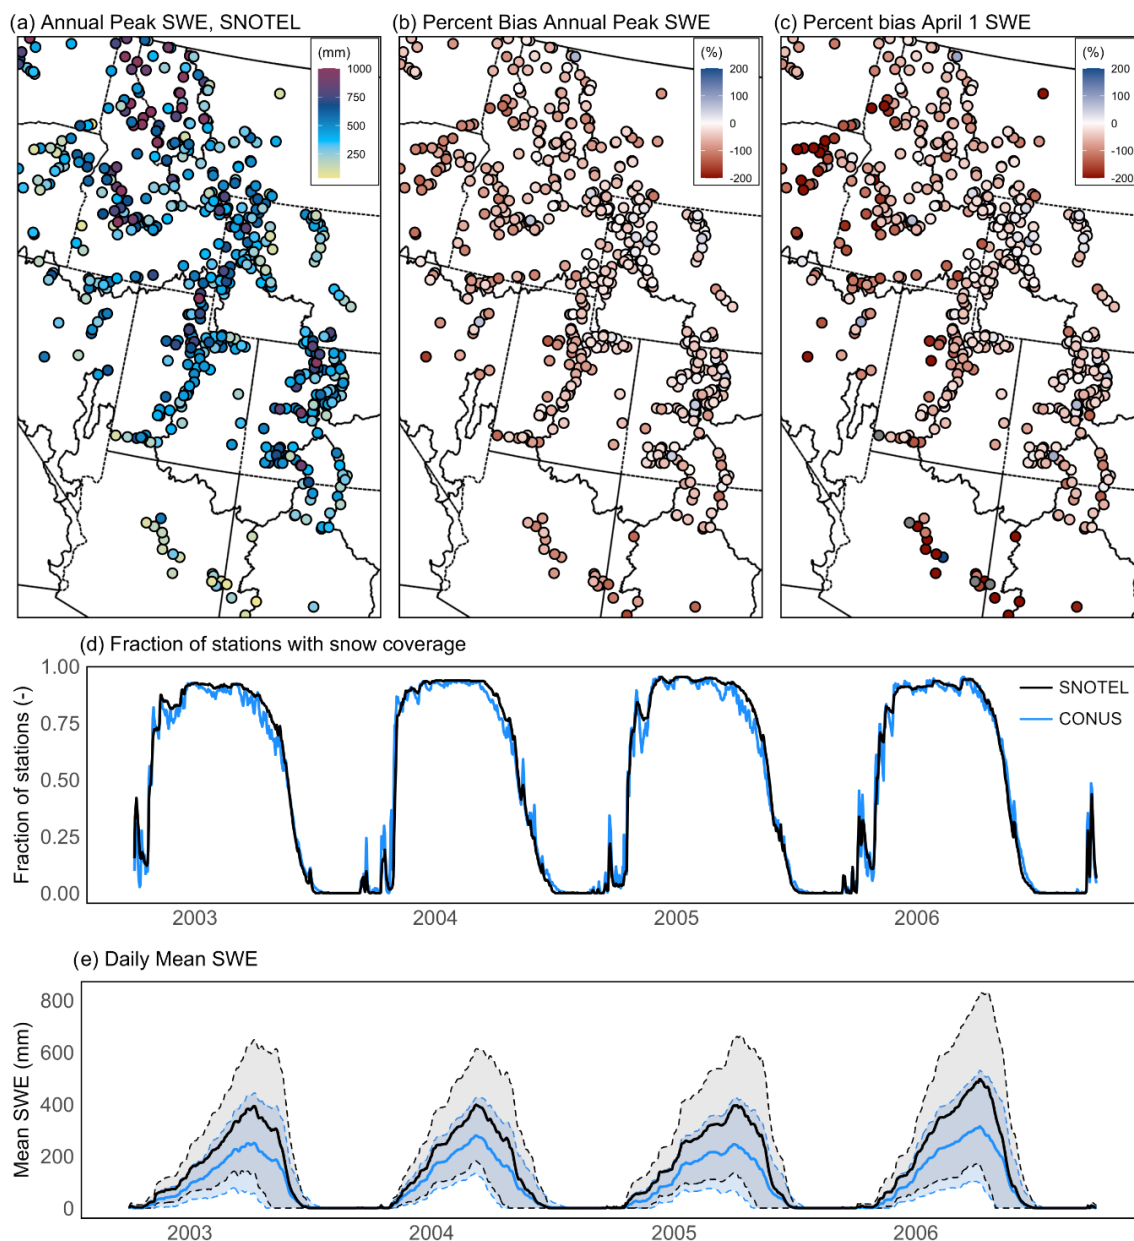 (a) Annual Peak SWE, SNOTEL
(mm)
1000
750
500
250
(b) Percent Bias Annual Peak SWE
(%)
200
100
0
-100
-200
(c) Percent bias April 1 SWE
(%)
200
100
0
-100
-200
(d) Fraction of stations with snow coverage
Fraction of stations (-)
1.00
0.75
0.50
0.25
0.00
SNOTEL
CONUS
2003 2004 2005 2006
(e) Daily Mean SWE
Mean SWE (mm)
800
600
400
200
0
2003 2004 2005 2006